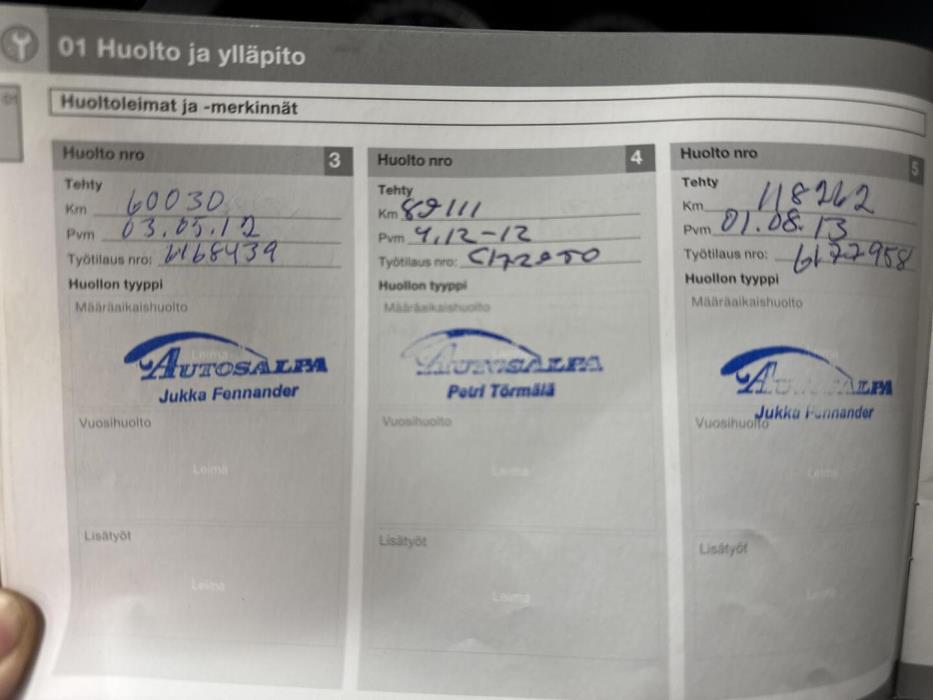 01 Huolto ja ylläpito
01
Huoltoleimat ja -merkinnät
Huolto nro 3
Tehty
Km 60030
Pvm 03.05.12
Työtilaus nro: 6168439
Huollon tyyppi
Määräaikaishuolto
Leima
AUTOSALPA
Jukka Fennander
Vuosihuolto
Leima
Lisätyöt
Leima
Huolto nro 4
Tehty
Km 89111
Pvm 4.12-12
Työtilaus nro:
Huollon tyyppi
Määräaikaishuolto
AUTOSALPA
Petri Törmälä
Vuosihuolto
Leima
Lisätyöt
Leima
Huolto nro 5
Tehty
Km 118262
Pvm 01.08.13
Työtilaus nro: 6177958
Huollon tyyppi
Määräaikaishuolto
AUTOSALPA
Jukka Fennander
Vuosihuolto
Leima
Lisätyöt
Leima